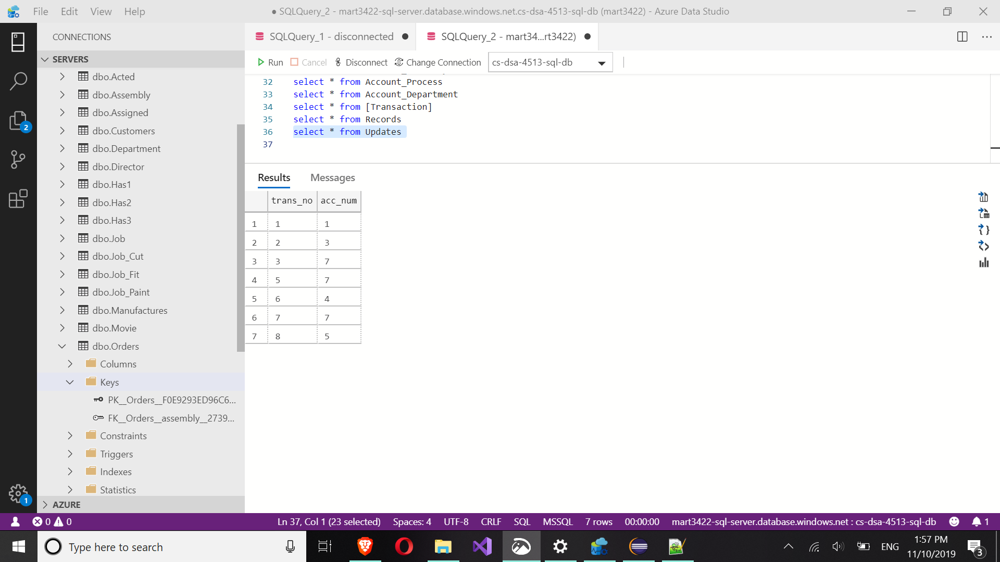 File Edit View Help
● SQLQuery_2 - mart3422-sql-server.database.windows.net.cs-dsa-4513-sql-db (mart3422) - Azure Data Studio
CONNECTIONS
SERVERS
dbo.Acted
dbo.Assembly
dbo.Assigned
dbo.Customers
dbo.Department
dbo.Director
dbo.Has1
dbo.Has2
dbo.Has3
dbo.Job
dbo.Job_Cut
dbo.Job_Fit
dbo.Job_Paint
dbo.Manufactures
dbo.Movie
dbo.Orders
Columns
Keys
PK__Orders__F0E9293ED96C6...
FK__Orders__assembly__2739...
Constraints
Triggers
Indexes
Statistics
AZURE
2
1
SQLQuery_1 - disconnected ●
SQLQuery_2 - mart34...rt3422) ●
Run Cancel Disconnect Change Connection cs-dsa-4513-sql-db
32 select * from Account_Process
33 select * from Account_Department
34 select * from [Transaction]
35 select * from Records
36 select * from Updates
37
Results Messages
trans_no acc_num
1 1 1
2 2 3
3 3 7
4 5 7
5 6 4
6 7 7
7 8 5
0 0
Ln 37, Col 1 (23 selected) Spaces: 4 UTF-8 CRLF SQL MSSQL 7 rows 00:00:00 mart3422-sql-server.database.windows.net : cs-dsa-4513-sql-db 1
Type here to search
ENG
1:57 PM
11/10/2019
3